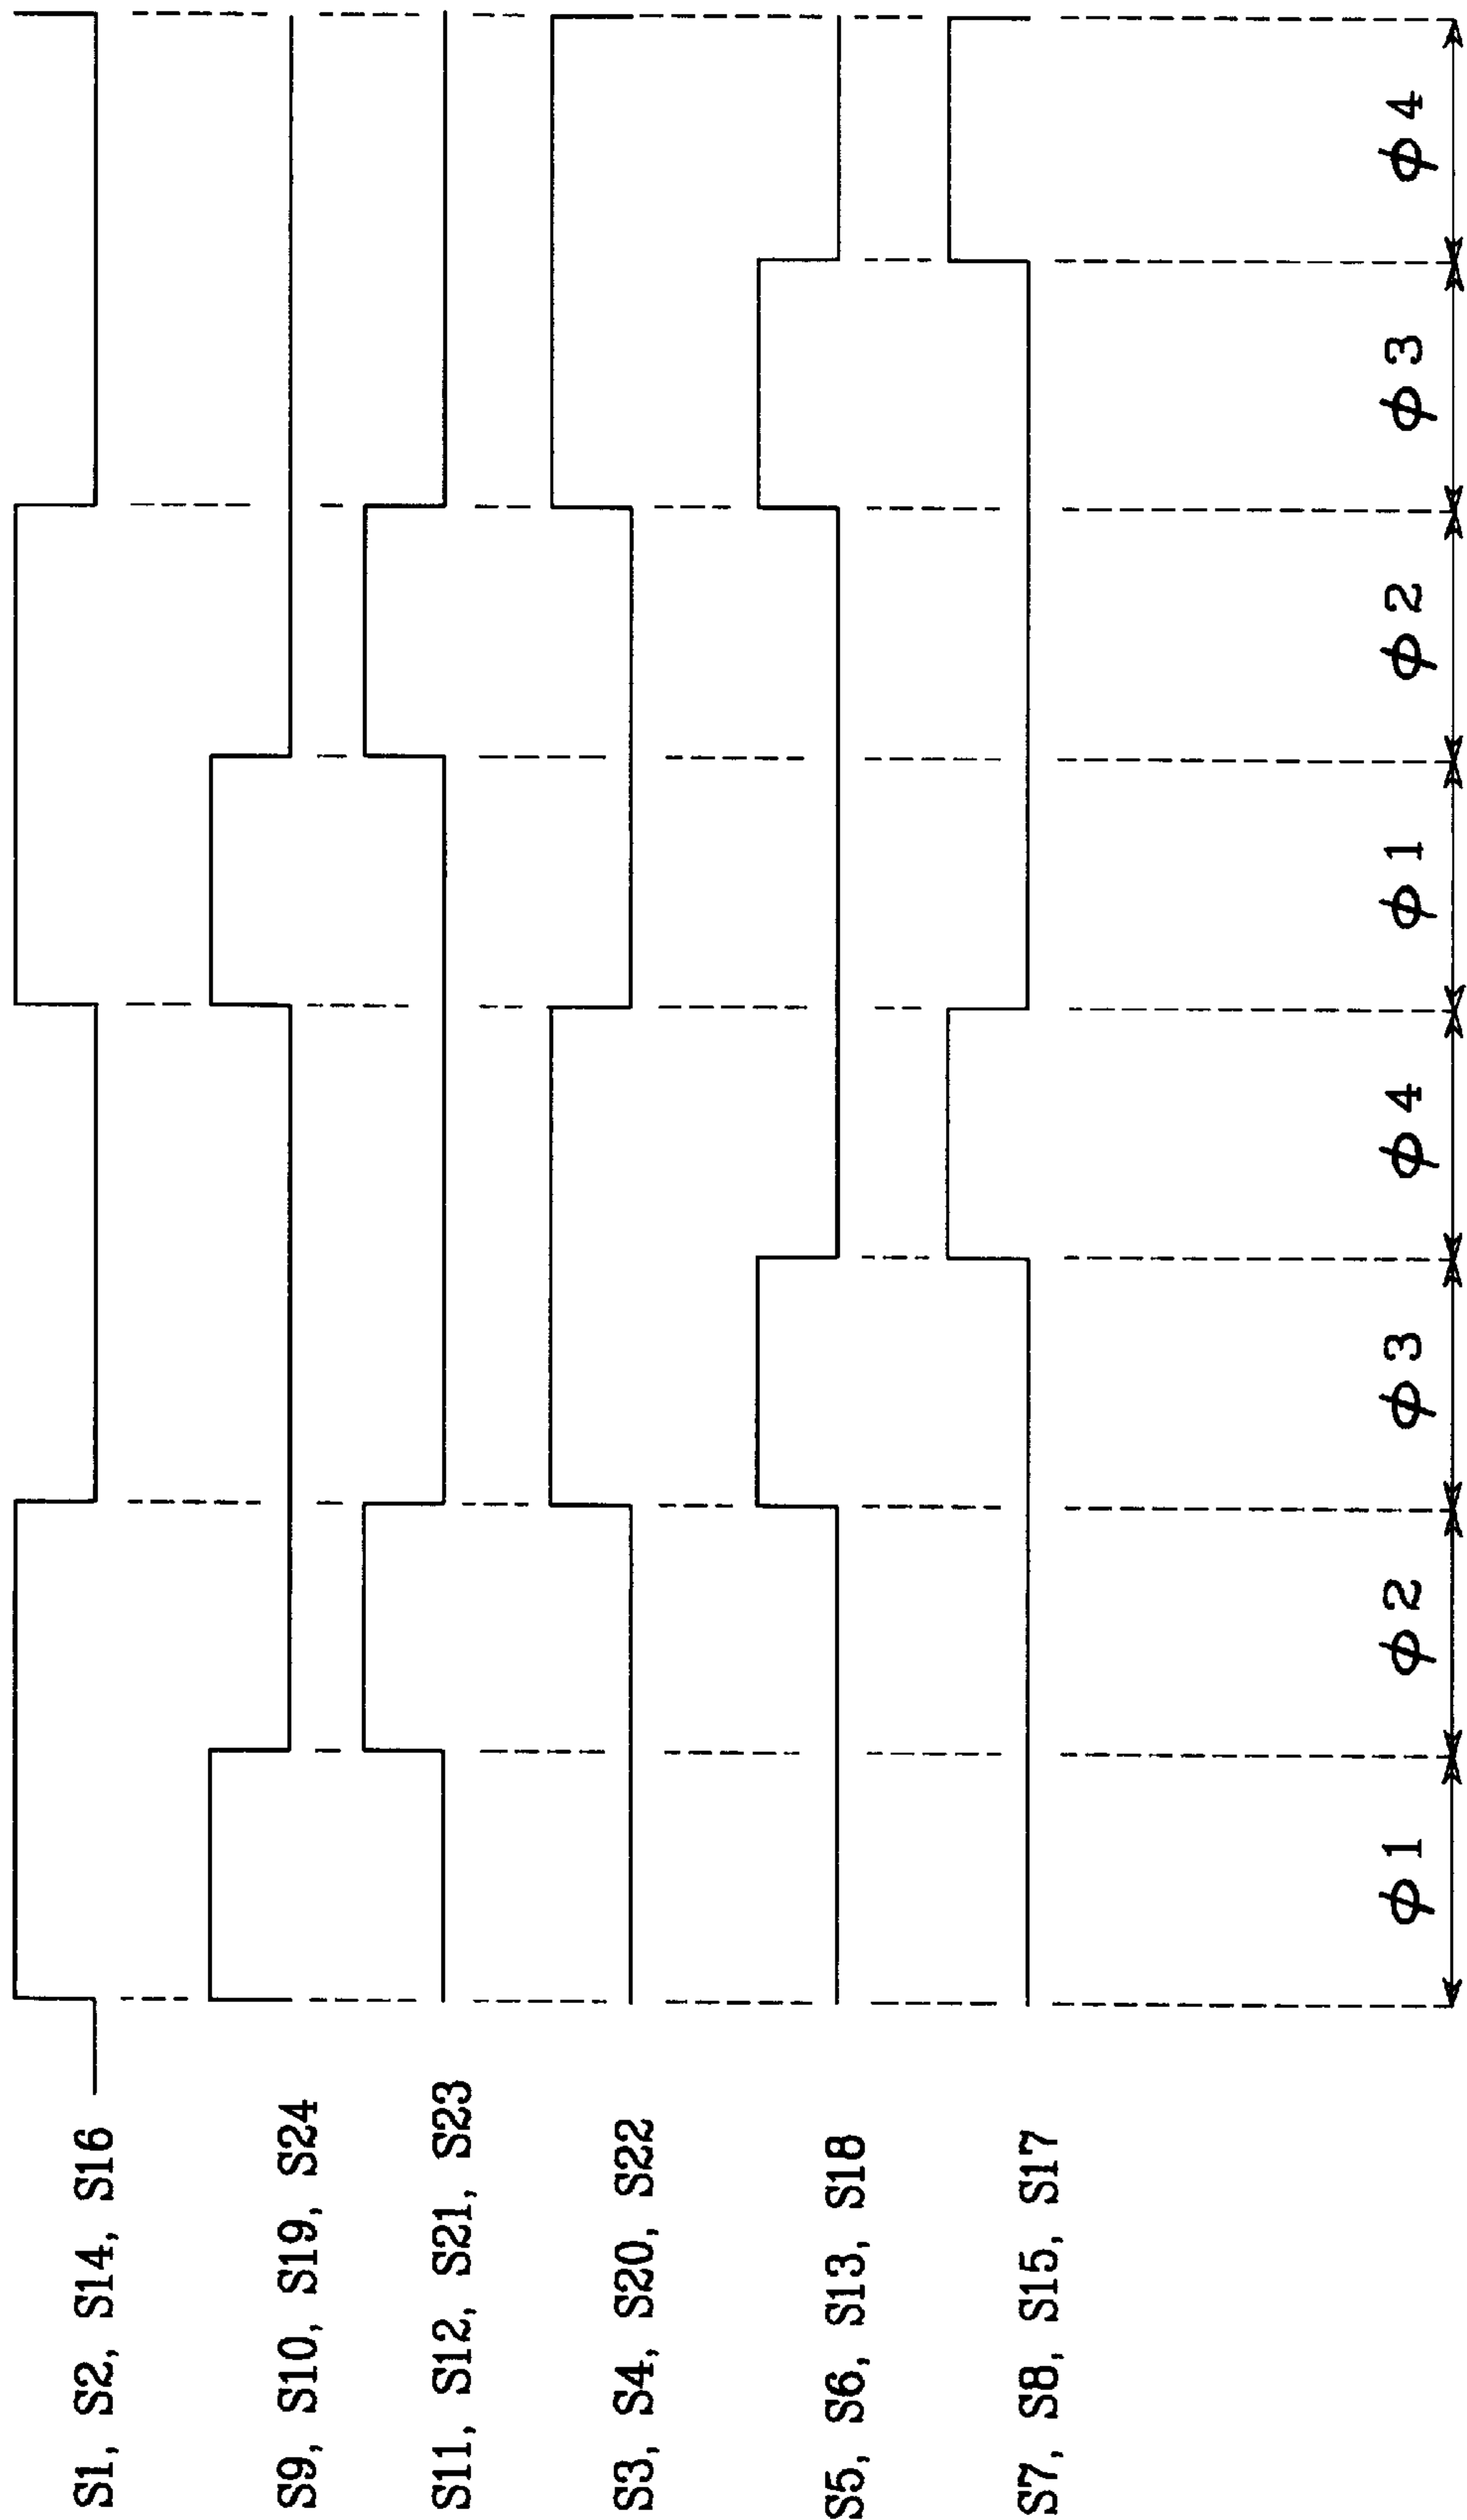 S1, S2, S14, S16
S9, S10, S19, S24
S11, S12, S21, S23
S3, S4, S20, S22
S5, S6, S13, S18
S7, S8, S15, S17
ϕ1 ϕ2 ϕ3 ϕ4 ϕ1 ϕ2 ϕ3 ϕ4